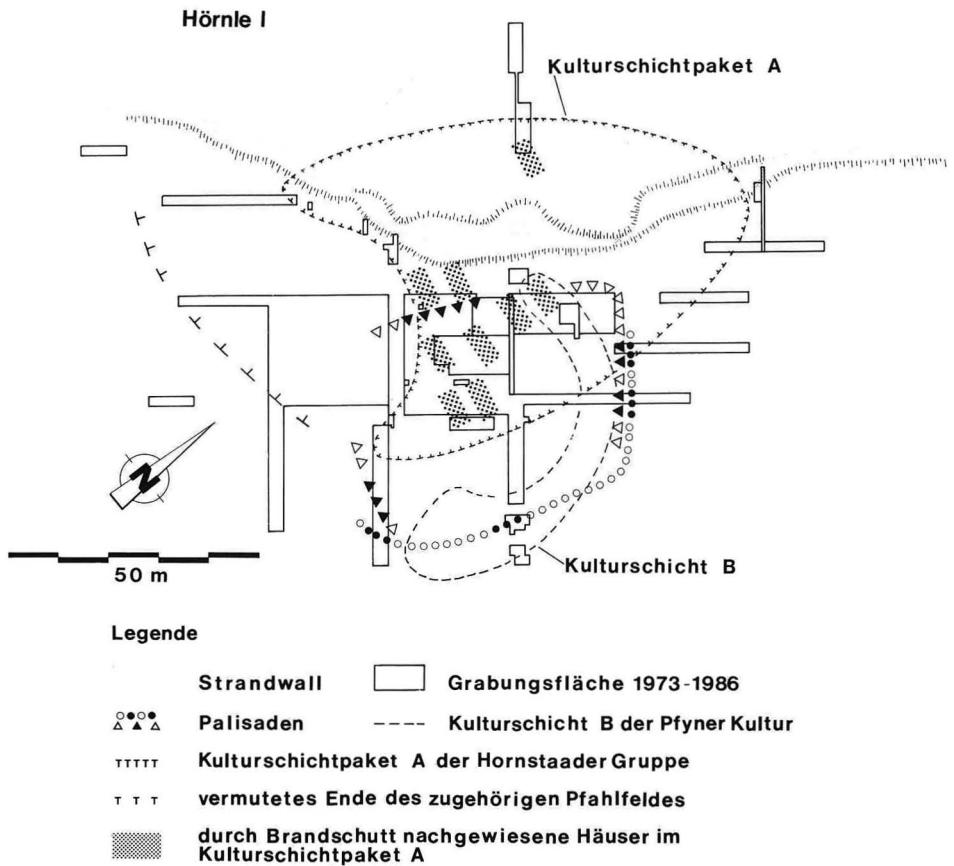 Hörnle I
Kulturschichtpaket A
N
50 m
Kulturschicht B
Legende
Strandwall
Grabungsfläche 1973-1986
Palisaden
Kulturschicht B der Pfyner Kultur
Kulturschichtpaket A der Hornstaader Gruppe
vermutetes Ende des zugehörigen Pfahlfeldes
durch Brandschutt nachgewiesene Häuser im
Kulturschichtpaket A